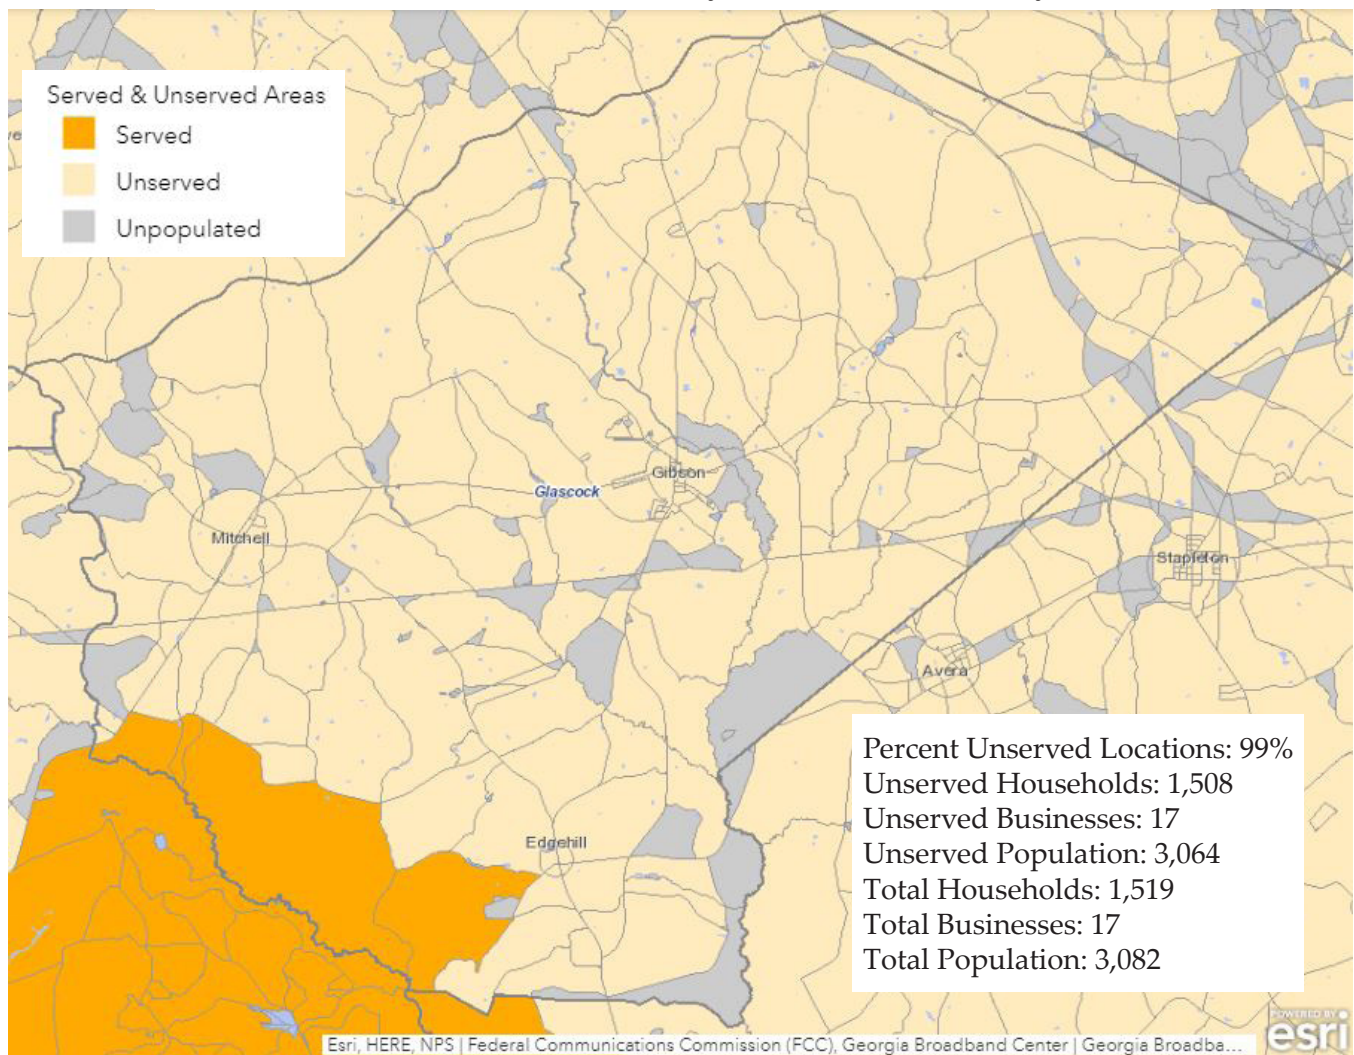 Served & Unserved Areas
Served
Unserved
Unpopulated
Gibson
Glascock
Mitchell
Stapleton
Avera
Edgehill
Percent Unserved Locations: 99%
Unserved Households: 1,508
Unserved Businesses: 17
Unserved Population: 3,064
Total Households: 1,519
Total Businesses: 17
Total Population: 3,082
POWERED BY
esri
Esri, HERE, NPS | Federal Communications Commission (FCC), Georgia Broadband Center | Georgia Broadba...